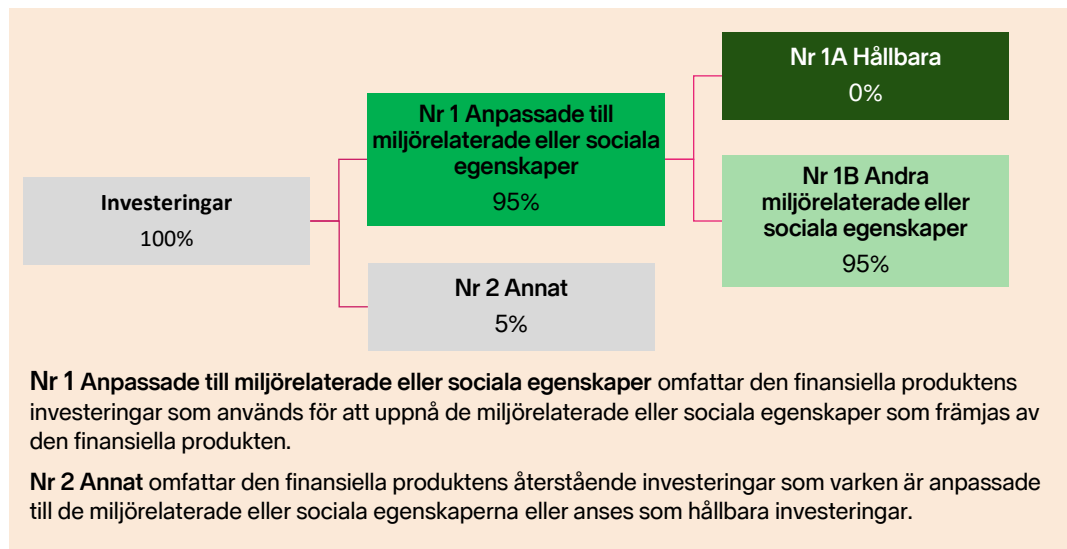 Investeringar
100%
Nr 1 Anpassade till
miljörelaterade eller sociala
egenskaper
95%
Nr 2 Annat
5%
Nr 1A Hållbara
0%
Nr 1B Andra
miljörelaterade eller
sociala egenskaper
95%
Nr 1 Anpassade till miljörelaterade eller sociala egenskaper omfattar den finansiella produktens
investeringar som används för att uppnå de miljörelaterade eller sociala egenskaper som främjas av
den finansiella produkten.
Nr 2 Annat omfattar den finansiella produktens återstående investeringar som varken är anpassade
till de miljörelaterade eller sociala egenskaperna eller anses som hållbara investeringar.